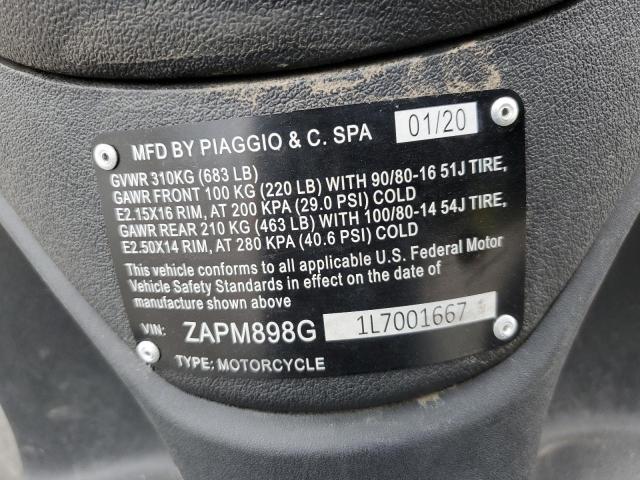 MFD BY PIAGGIO & C. SPA 01/20
GVWR 310KG (683 LB)
GAWR FRONT 100 KG (220 LB) WITH 90/80-16 51J TIRE,
E2.15X16 RIM, AT 200 KPA (29.0 PSI) COLD
GAWR REAR 210 KG (463 LB) WITH 100/80-14 54J TIRE,
E2.50X14 RIM, AT 280 KPA (40.6 PSI) COLD
This vehicle conforms to all applicable U.S. Federal Motor
Vehicle Safety Standards in effect on the date of
manufacture shown above
VIN: ZAPM898G 1L7001667
TYPE: MOTORCYCLE